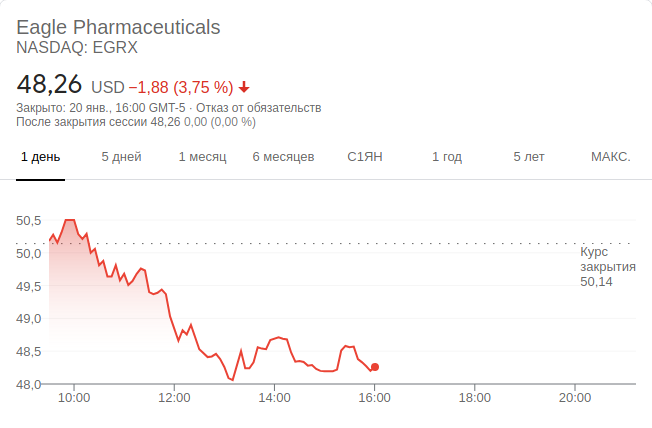 Eagle Pharmaceuticals
NASDAQ: EGRX
48,26 USD −1,88 (3,75 %)
Закрыто: 20 янв., 16:00 GMT-5 · Отказ от обязательств
После закрытия сессии 48,26 0,00 (0,00 %)
1 день 5 дней 1 месяц 6 месяцев С1ЯН 1 год 5 лет МАКС.
50,5
50,0
49,5
49,0
48,5
48,0
Курс
закрытия
50,14
10:00 12:00 14:00 16:00 18:00 20:00